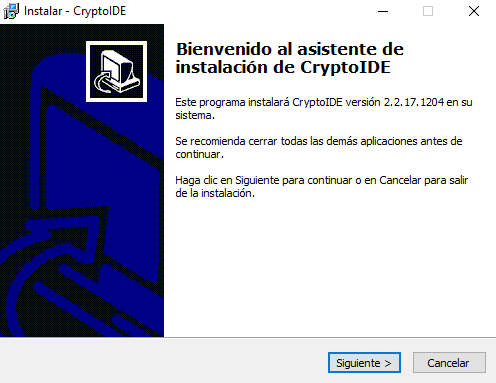 Instalar - CryptoIDE
Bienvenido al asistente de
instalación de CryptoIDE
Este programa instalará CryptoIDE versión 2.2.17.1204 en su
sistema.
Se recomienda cerrar todas las demás aplicaciones antes de
continuar.
Haga clic en Siguiente para continuar o en Cancelar para salir
de la instalación.
Siguiente >
Cancelar